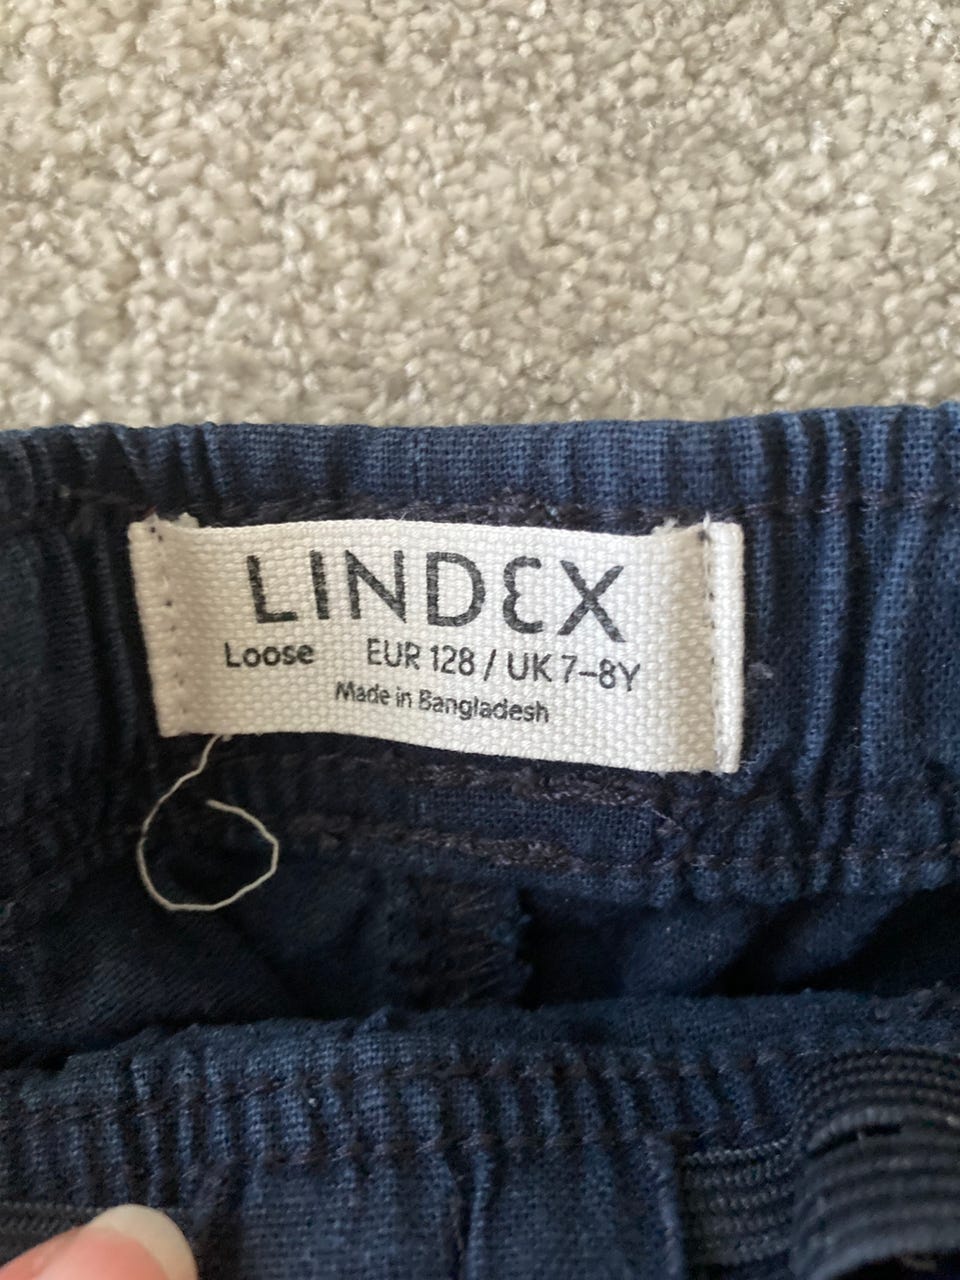 LINDEX
Loose EUR 128 / UK 7-8Y
Made in Bangladesh